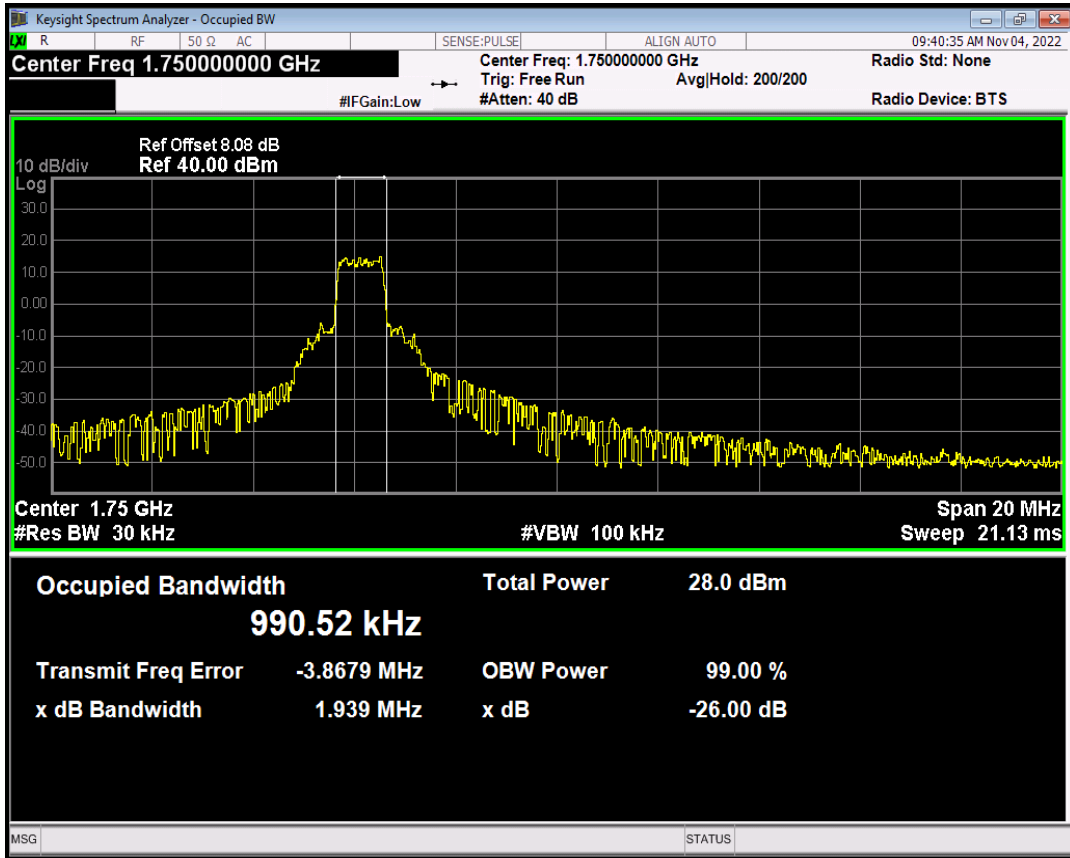 Keysight Spectrum Analyzer - Occupied BW
LXI R RF 50 Ω AC SENSE:PULSE ALIGN AUTO 09:40:35 AM Nov 04, 2022
Center Freq 1.750000000 GHz Center Freq: 1.750000000 GHz Radio Std: None
Trig: Free Run Avg|Hold: 200/200
#IFGain:Low #Atten: 40 dB Radio Device: BTS
Ref Offset 8.08 dB
10 dB/div Ref 40.00 dBm
Log
30.0
20.0
10.0
0.00
-10.0
-20.0
-30.0
-40.0
-50.0
Center 1.75 GHz Span 20 MHz
#Res BW 30 kHz #VBW 100 kHz Sweep 21.13 ms
Occupied Bandwidth Total Power 28.0 dBm
990.52 kHz
Transmit Freq Error -3.8679 MHz OBW Power 99.00 %
x dB Bandwidth 1.939 MHz x dB -26.00 dB
MSG STATUS